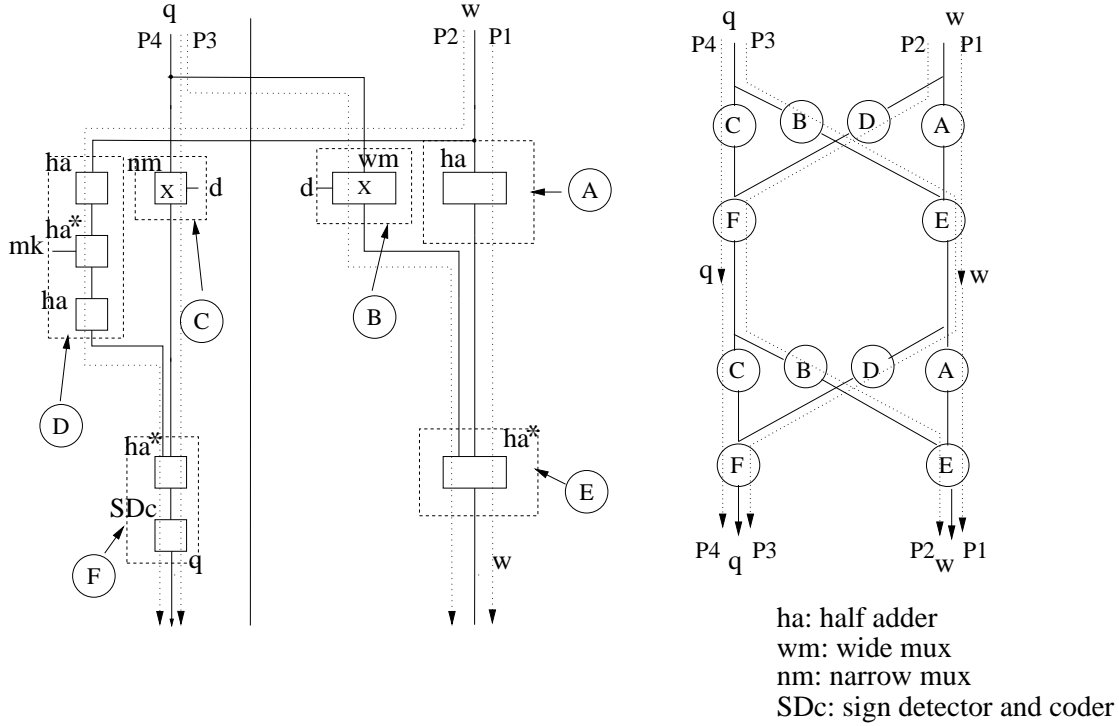 q w
P4 P3 P2 P1
ha nm wm ha
X d d X A
ha*
mk
ha C B
D
ha* ha*
E
SDc
F q w
q w
P4 P3 P2 P1
C B D A
F E
q w
C B D A
F E
P4 P3 P2 P1
q w
ha: half adder
wm: wide mux
nm: narrow mux
SDc: sign detector and coder